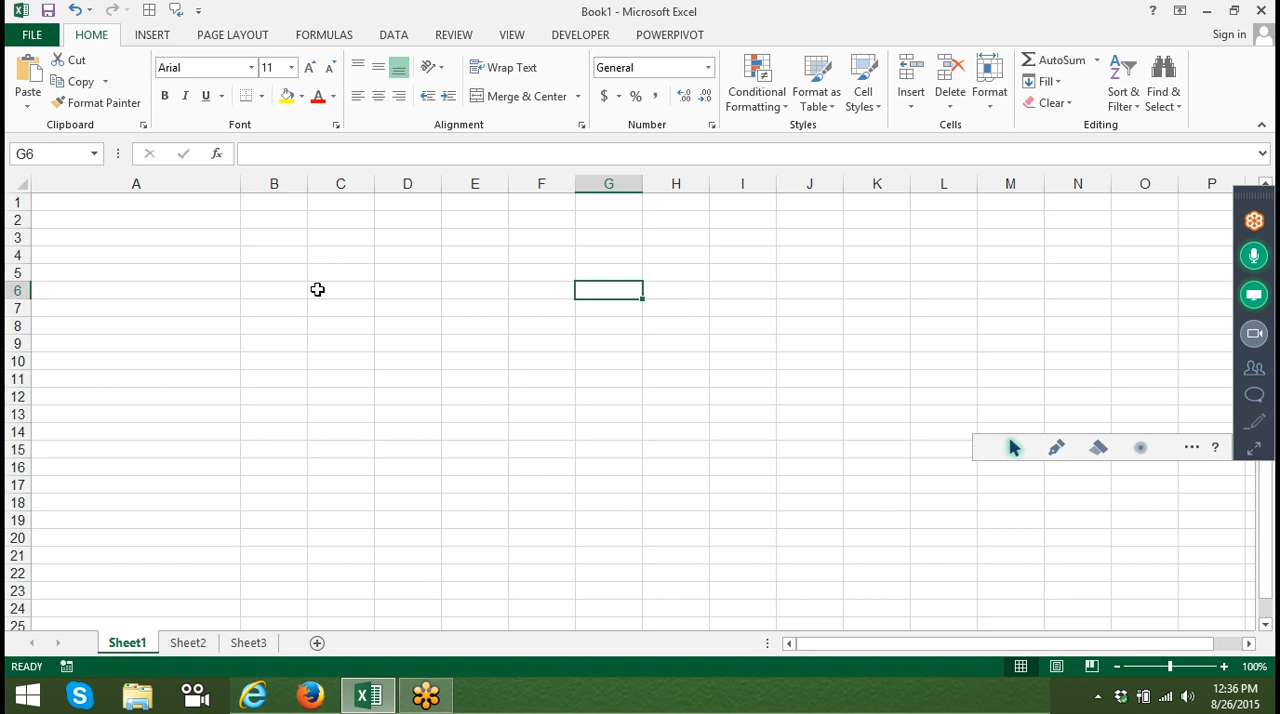 Book1 - Microsoft Excel
?
FILE HOME INSERT PAGE LAYOUT FORMULAS DATA REVIEW VIEW DEVELOPER POWERPIVOT Sign in
Paste
Cut
Copy
Format Painter
Clipboard
Arial 11
B I U
Font
Wrap Text
Merge & Center
Alignment
General
$ % ,
Number
Conditional Formatting
Format as Table
Cell Styles
Styles
Insert
Delete
Format
Cells
AutoSum
Fill
Clear
Sort & Filter
Find & Select
Editing
G6
fx
A B C D E F G H I J K L M N O P
1
2
3
4
5
6
7
8
9
10
11
12
13
14
15
16
17
18
19
20
21
22
23
24
25
?
Sheet1 Sheet2 Sheet3
READY
100%
12:36 PM
8/26/2015